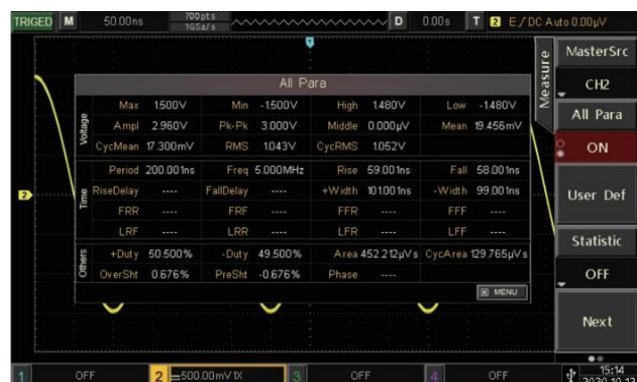 TRIGED M 50.00ns 700pts 1GSa/s D 0.00s T 2 E/DC Auto 0.00µV
Measure
MasterSrc
CH2
All Para
ON
User Def
Statistic
OFF
Next
All Para
Voltage
Max 1.500V Min -1.500V High 1.480V Low -1.480V
Ampl 2.960V Pk-Pk 3.000V Middle 0.000µV Mean 19.456mV
CycMean 17.300mV RMS 1.043V CycRMS 1.052V
Time
Period 200.001ns Freq 5.000MHz Rise 59.001ns Fall 58.001ns
RiseDelay ---- FallDelay ---- +Width 101.001ns -Width 99.001ns
FRR ---- FRF ---- FFR ---- FFF ----
LRF ---- LRR ---- LFR ---- LFF ----
Others
+Duty 50.500% -Duty 49.500% Area 452.212µVs CycArea 129.765µVs
OverSht 0.676% PreSht -0.676% Phase ----
MENU
2
1 OFF 2 500.00mV 1X 3 OFF 4 OFF
15:14